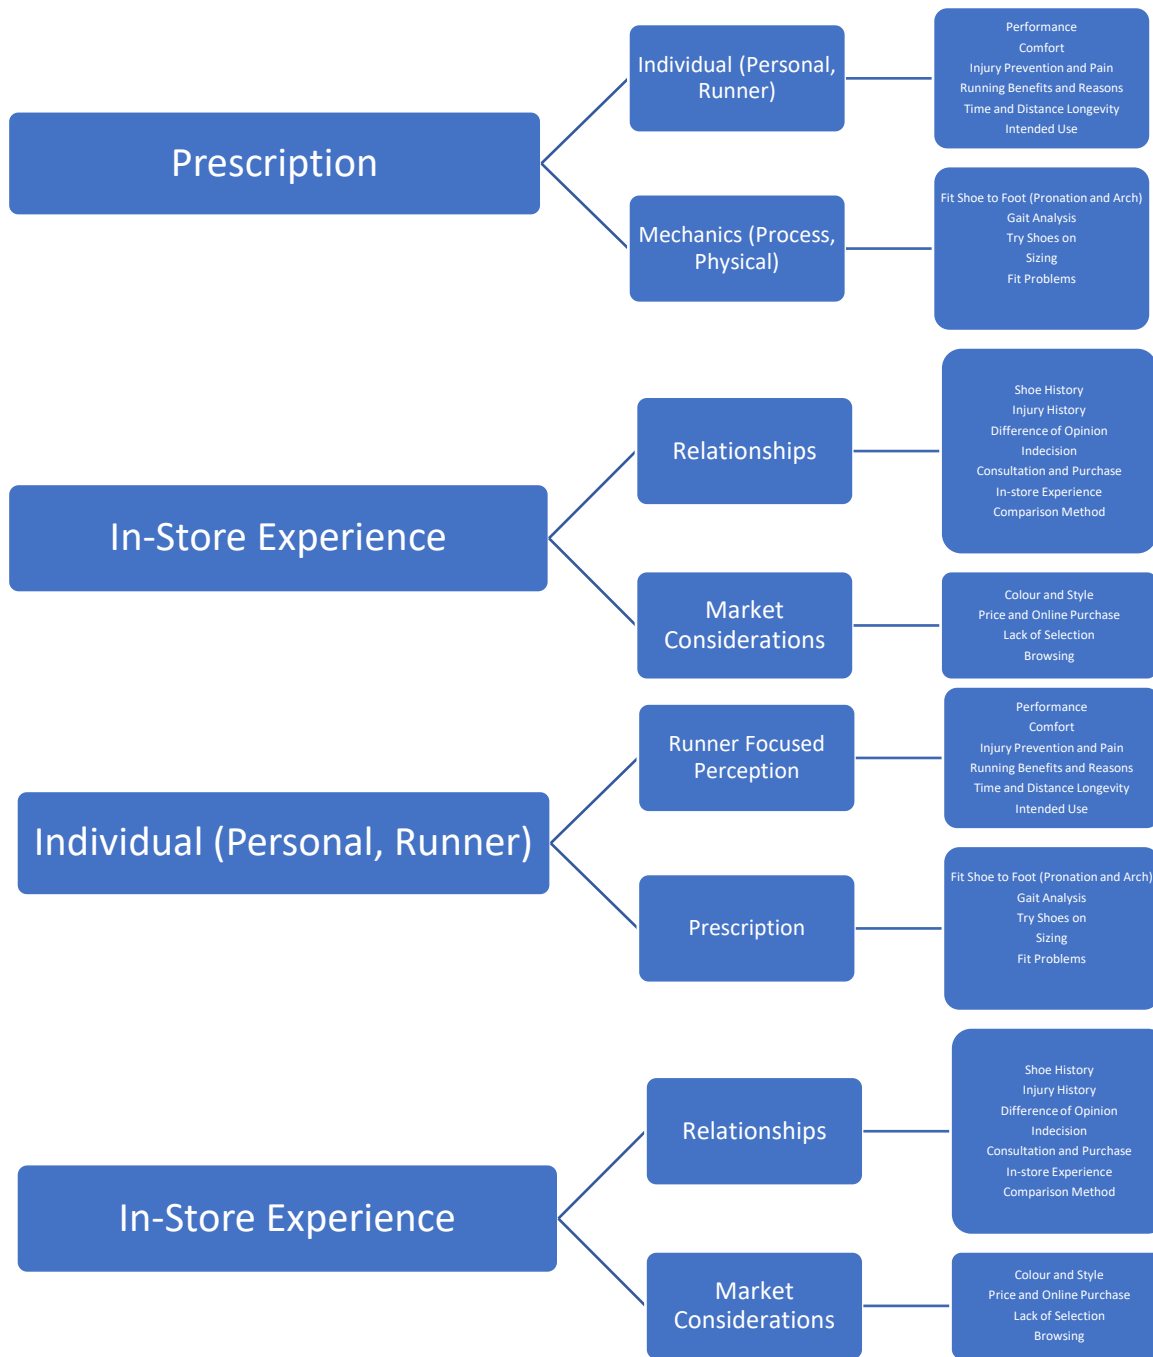 Prescription
Individual (Personal,
Runner)
Performance
Comfort
Injury Prevention and Pain
Running Benefits and Reasons
Time and Distance Longevity
Intended Use
Mechanics (Process,
Physical)
Fit Shoe to Foot (Pronation and Arch)
Gait Analysis
Try Shoes on
Sizing
Fit Problems
In-Store Experience
Relationships
Shoe History
Injury History
Difference of Opinion
Indecision
Consultation and Purchase
In-store Experience
Comparison Method
Market
Considerations
Colour and Style
Price and Online Purchase
Lack of Selection
Browsing
Individual (Personal, Runner)
Runner Focused
Perception
Performance
Comfort
Injury Prevention and Pain
Running Benefits and Reasons
Time and Distance Longevity
Intended Use
Prescription
Fit Shoe to Foot (Pronation and Arch)
Gait Analysis
Try Shoes on
Sizing
Fit Problems
In-Store Experience
Relationships
Shoe History
Injury History
Difference of Opinion
Indecision
Consultation and Purchase
In-store Experience
Comparison Method
Market
Considerations
Colour and Style
Price and Online Purchase
Lack of Selection
Browsing